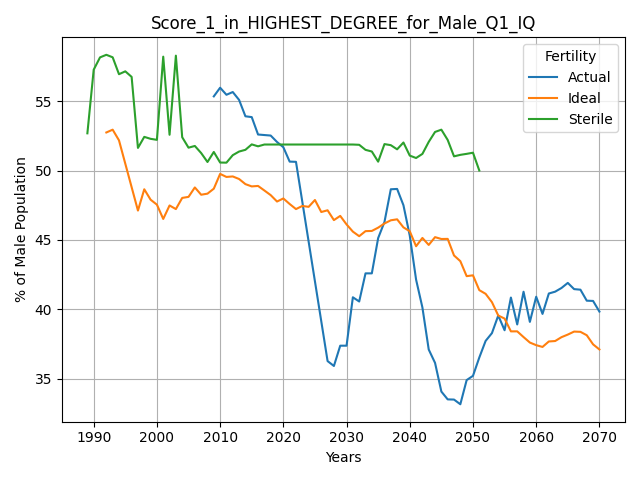 Score_1_in_HIGHEST_DEGREE_for_Male_Q1_IQ
Fertility
Actual
Ideal
Sterile
% of Male Population
55
50
45
40
35
1990 2000 2010 2020 2030 2040 2050 2060 2070
Years